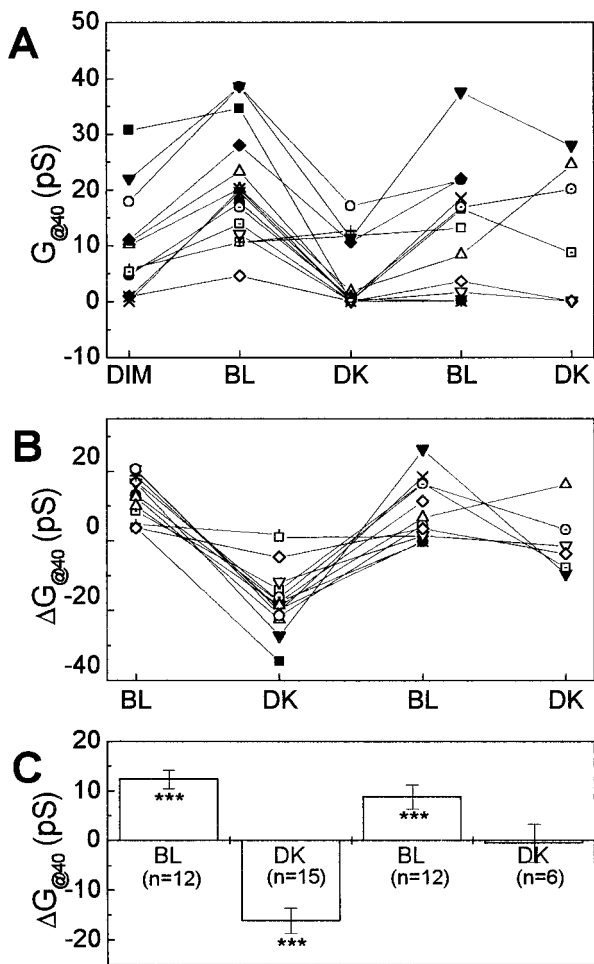 A
G@40 (pS)
50
40
30
20
10
0
-10
DIM BL DK BL DK
B
ΔG@40 (pS)
20
0
-20
-40
BL DK BL DK
C
ΔG@40 (pS)
20
10
0
-10
-20
*** ***
BL DK BL DK
(n=12) (n=15) (n=12) (n=6)
***